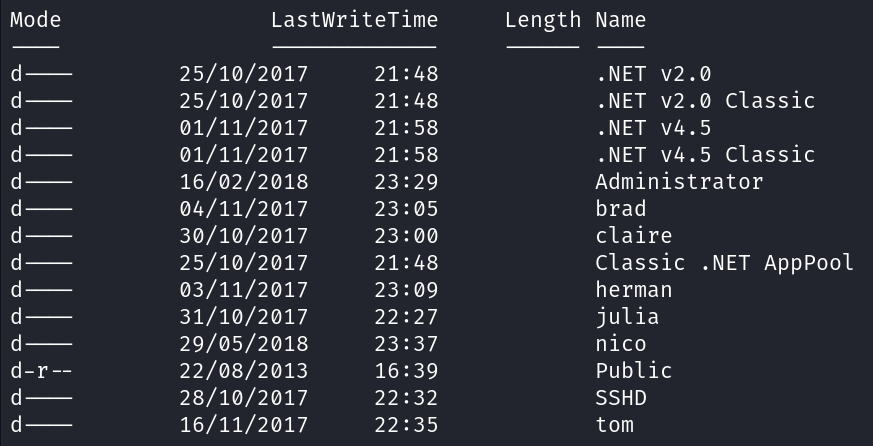 Mode LastWriteTime Length Name
---- ------------- ------ ----
d---- 25/10/2017 21:48 .NET v2.0
d---- 25/10/2017 21:48 .NET v2.0 Classic
d---- 01/11/2017 21:58 .NET v4.5
d---- 01/11/2017 21:58 .NET v4.5 Classic
d---- 16/02/2018 23:29 Administrator
d---- 04/11/2017 23:05 brad
d---- 30/10/2017 23:00 claire
d---- 25/10/2017 21:48 Classic .NET AppPool
d---- 03/11/2017 23:09 herman
d---- 31/10/2017 22:27 julia
d---- 29/05/2018 23:37 nico
d-r-- 22/08/2013 16:39 Public
d---- 28/10/2017 22:32 SSHD
d---- 16/11/2017 22:35 tom